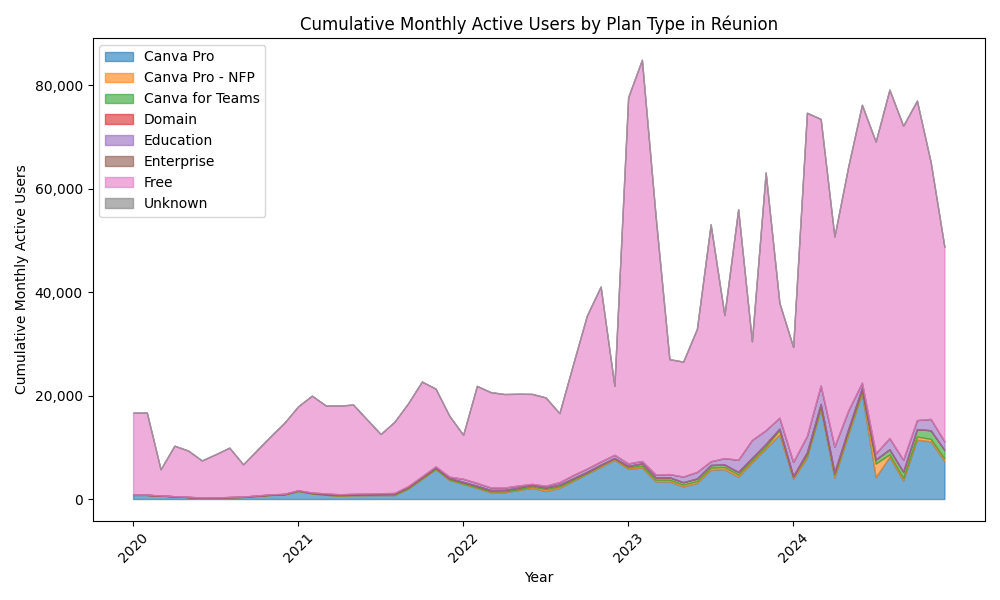 Cumulative Monthly Active Users by Plan Type in Réunion
Canva Pro
Canva Pro - NFP
Canva for Teams
Domain
Education
Enterprise
Free
Unknown
Cumulative Monthly Active Users
80,000
60,000
40,000
20,000
0
2020
2021
2022
2023
2024
Year